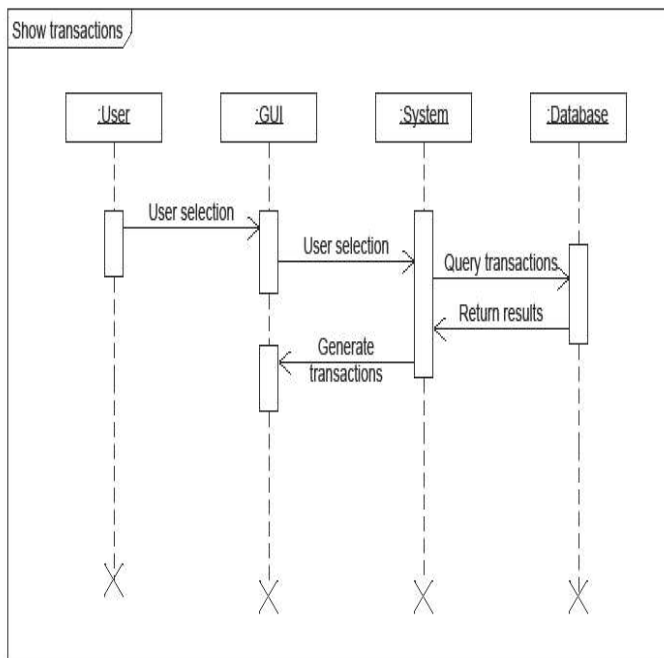 Show transactions
:User
:GUI
:System
:Database
User selection
User selection
Query transactions
Return results
Generate
transactions